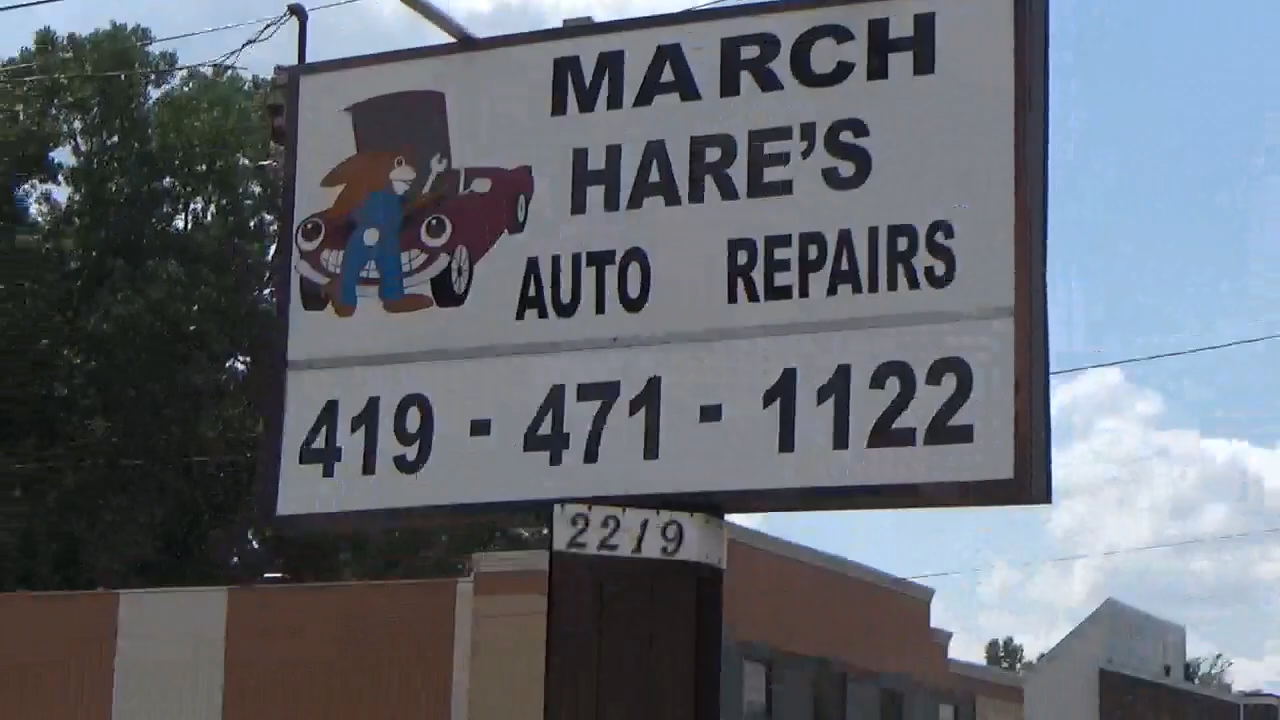 MARCH
HARE'S
AUTO REPAIRS
419 - 471 - 1122
2219